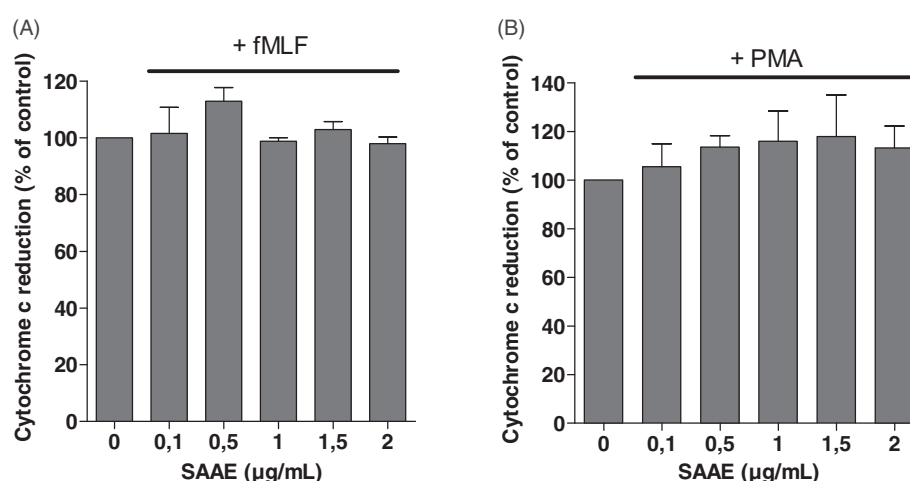 (A)
+ fMLF
Cytochrome c reduction (% of control)
120
100
80
60
40
20
0
0 0,1 0,5 1 1,5 2
SAAE (µg/mL)
(B)
+ PMA
Cytochrome c reduction (% of control)
140
120
100
80
60
40
20
0
0 0,1 0,5 1 1,5 2
SAAE (µg/mL)